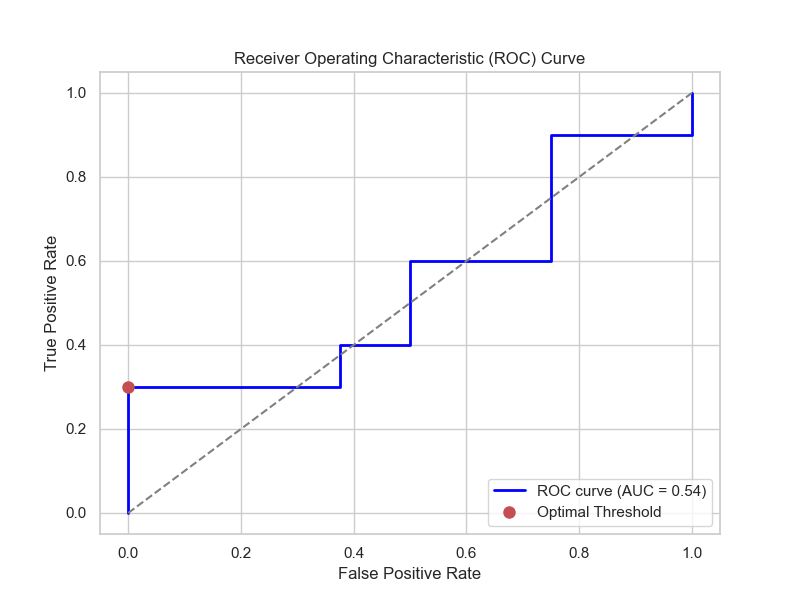 Receiver Operating Characteristic (ROC) Curve
1.0
0.8
0.6
0.4
0.2
0.0
True Positive Rate
0.0 0.2 0.4 0.6 0.8 1.0
False Positive Rate
ROC curve (AUC = 0.54)
Optimal Threshold